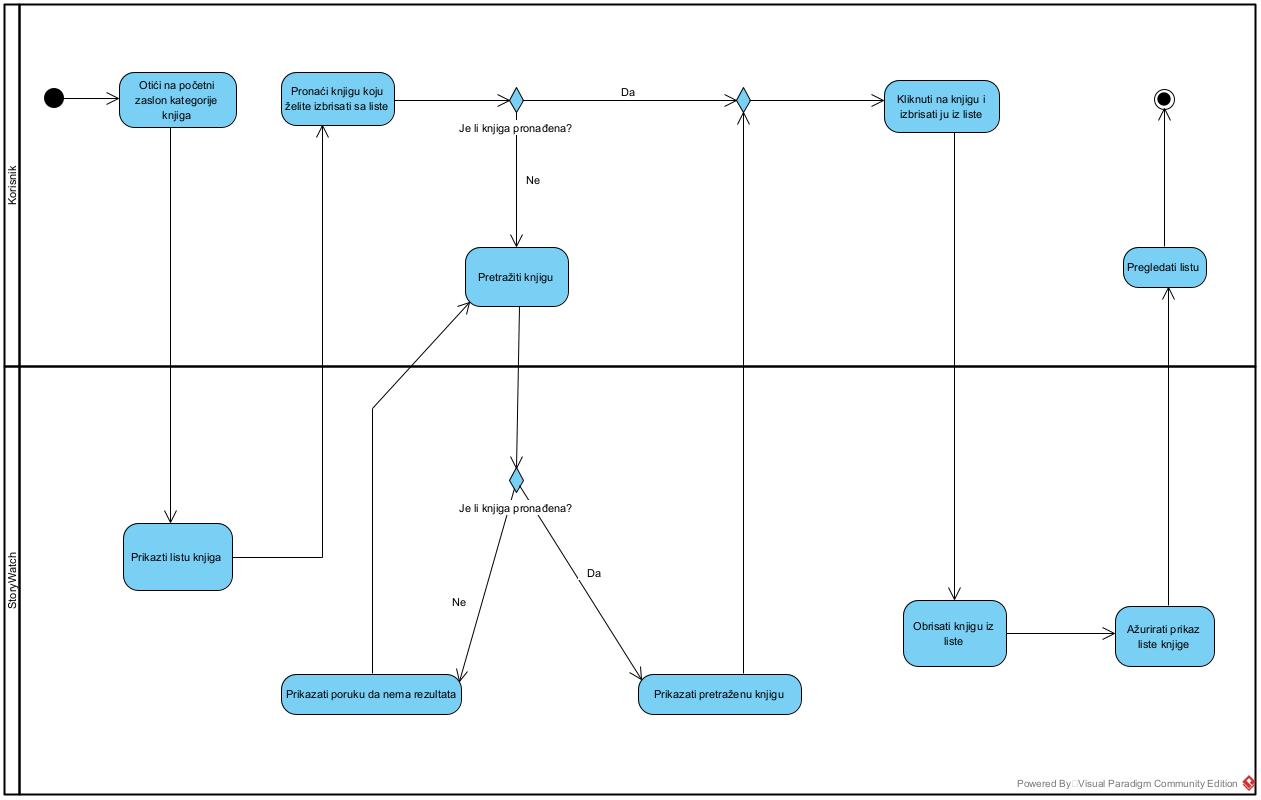 Korisnik
Otići na početni
zaslon kategorije
knjiga
Pronaći knjigu koju
želite izbrisati sa liste
Da
Je li knjiga pronađena?
Ne
Kliknuti na knjigu i
izbrisati ju iz liste
Pretražiti knjigu
Pregledati listu
StoryWatch
Prikazti listu knjiga
Je li knjiga pronađena?
Da
Ne
Obrisati knjigu iz
liste
Ažurirati prikaz
liste knjige
Prikazati poruku da nema rezultata
Prikazati pretraženu knjigu
Powered By Visual Paradigm Community Edition